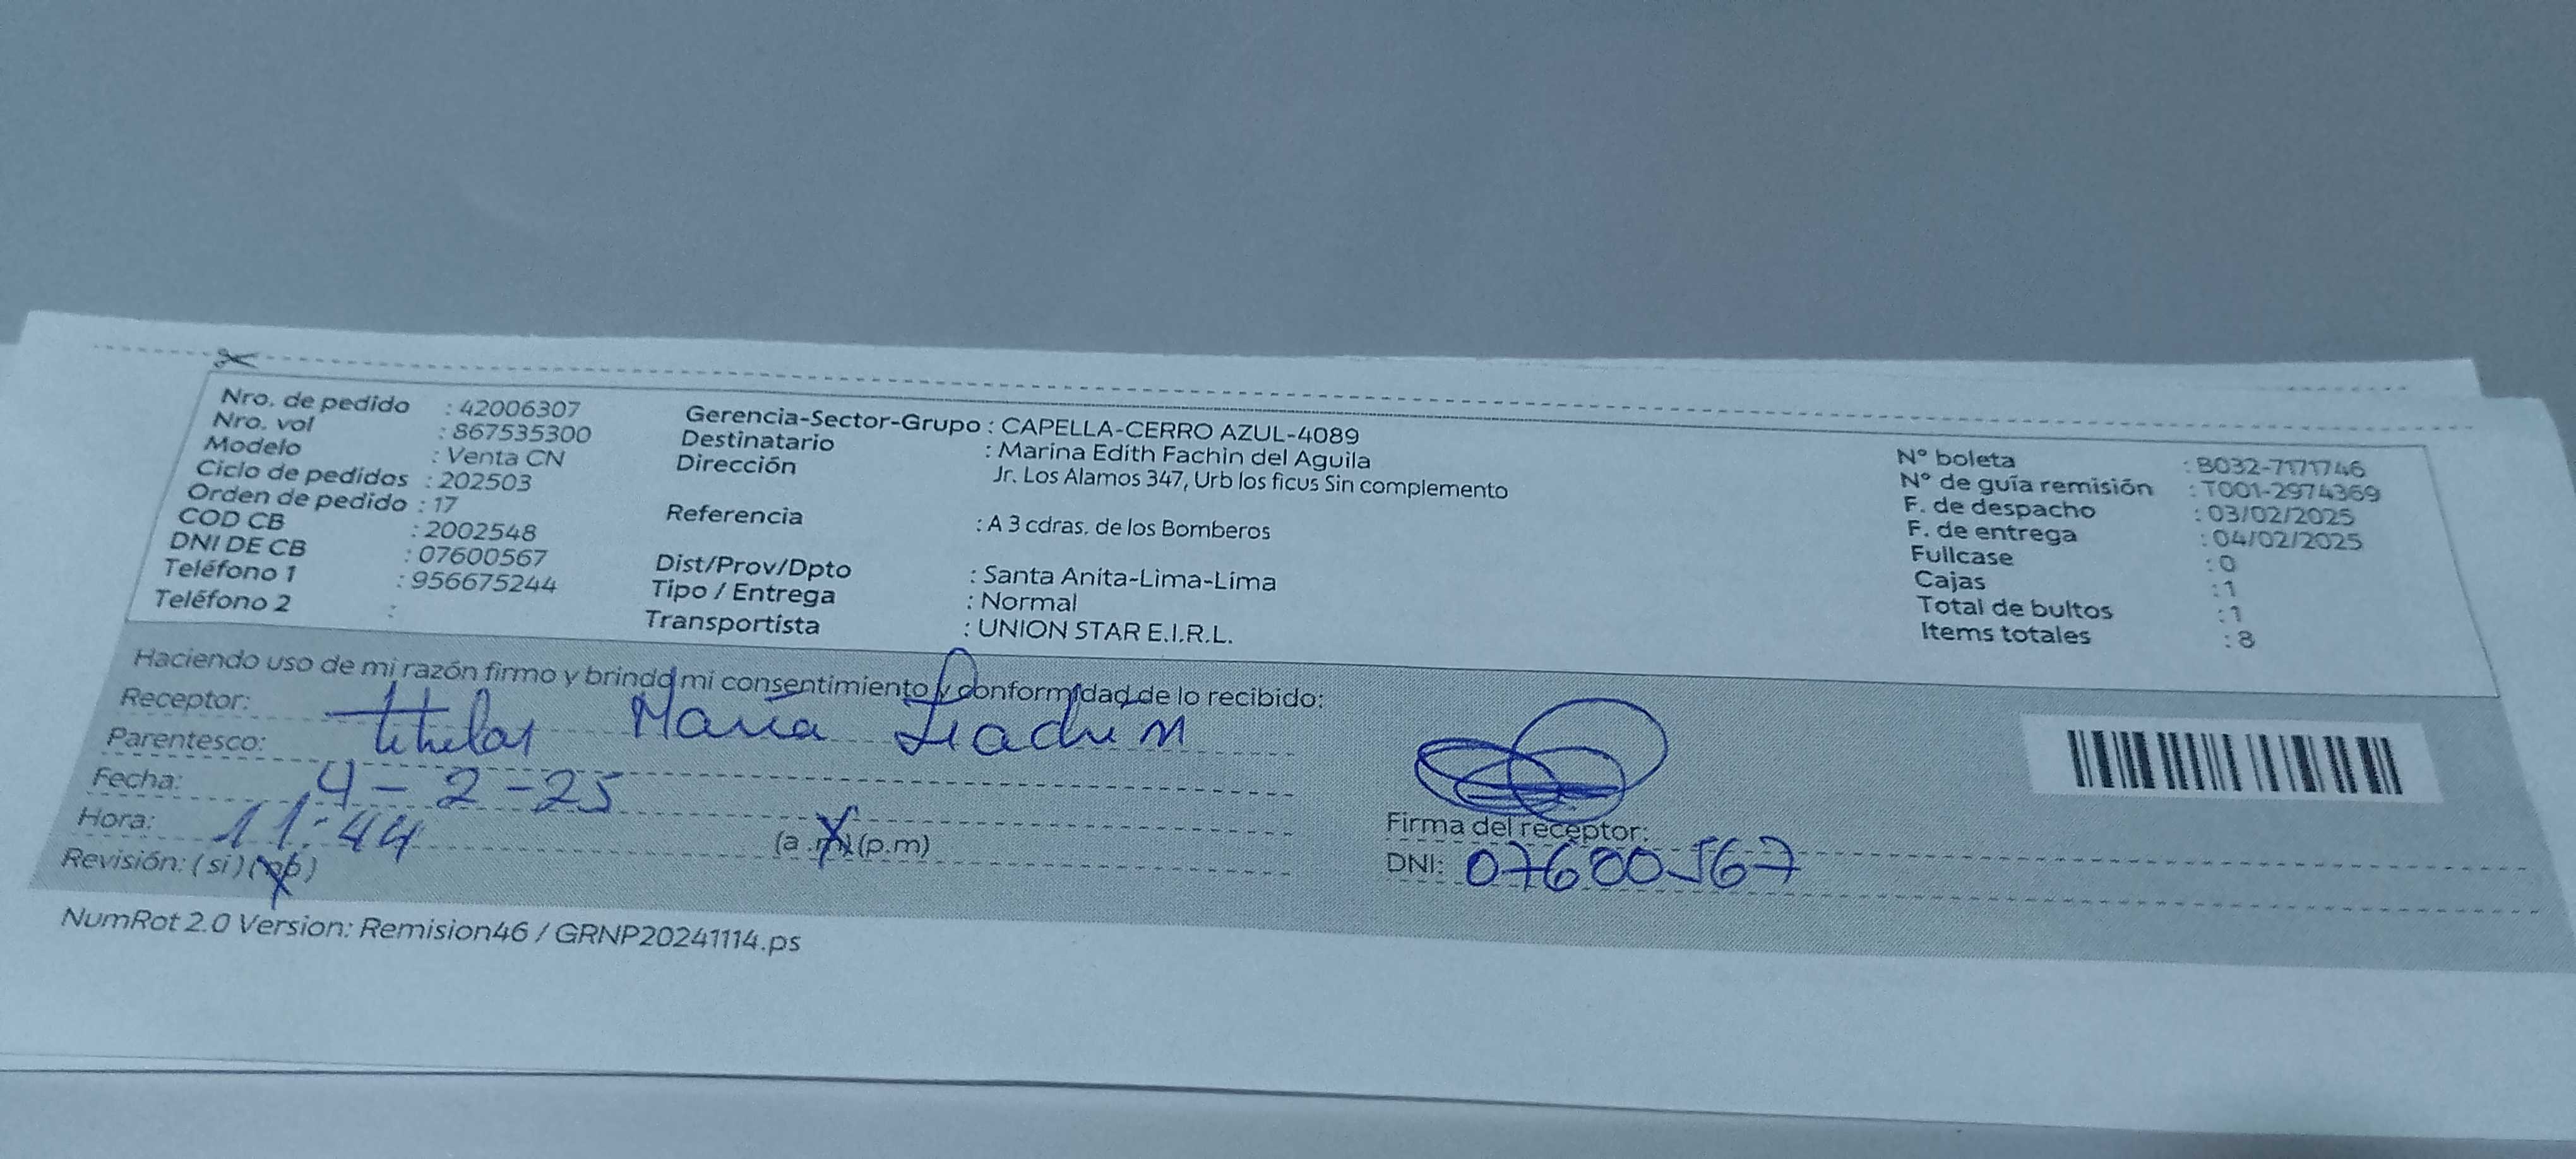 Nro. de pedido : 42006307
Nro. vol : 867535300
Modelo : Venta CN
Ciclo de pedidos : 202503
Orden de pedido : 17
COD CB : 2002548
DNI DE CB : 07600567
Teléfono 1 : 956675244
Teléfono 2 :
Gerencia-Sector-Grupo : CAPELLA-CERRO AZUL-4089
Destinatario : Marina Edith Fachin del Aguila
Dirección Jr. Los Alamos 347, Urb los ficus Sin complemento
Referencia : A 3 cdras. de los Bomberos
Dist/Prov/Dpto : Santa Anita-Lima-Lima
Tipo / Entrega : Normal
Transportista : UNION STAR E.I.R.L.
N° boleta : B032-7171746
N° de guía remisión : T001-2974369
F. de despacho : 03/02/2025
F. de entrega : 04/02/2025
Fullcase : 0
Cajas : 1
Total de bultos : 1
Items totales : 8
Haciendo uso de mi razón firmo y brindo mi consentimiento y conformidad de lo recibido:
Receptor: titular Maria
Parentesco:
Fecha: 4-2-25
Hora: 11:44 (a.m) (p.m)
Revisión: (si) (no)
Firma del receptor:
DNI: 07600567
NumRot 2.0 Version: Remision46 / GRNP20241114.ps